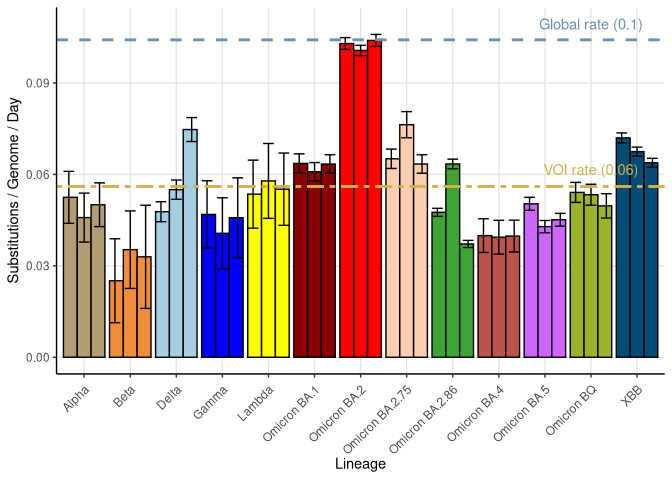 Global rate (0.1)
VOI rate (0.06)
Substitutions / Genome / Day
0.09
0.06
0.03
0.00
Alpha
Beta
Delta
Gamma
Lambda
Omicron BA.1
Omicron BA.2
Omicron BA.2.75
Omicron BA.2.86
Omicron BA.4
Omicron BA.5
Omicron BQ
XBB
Lineage